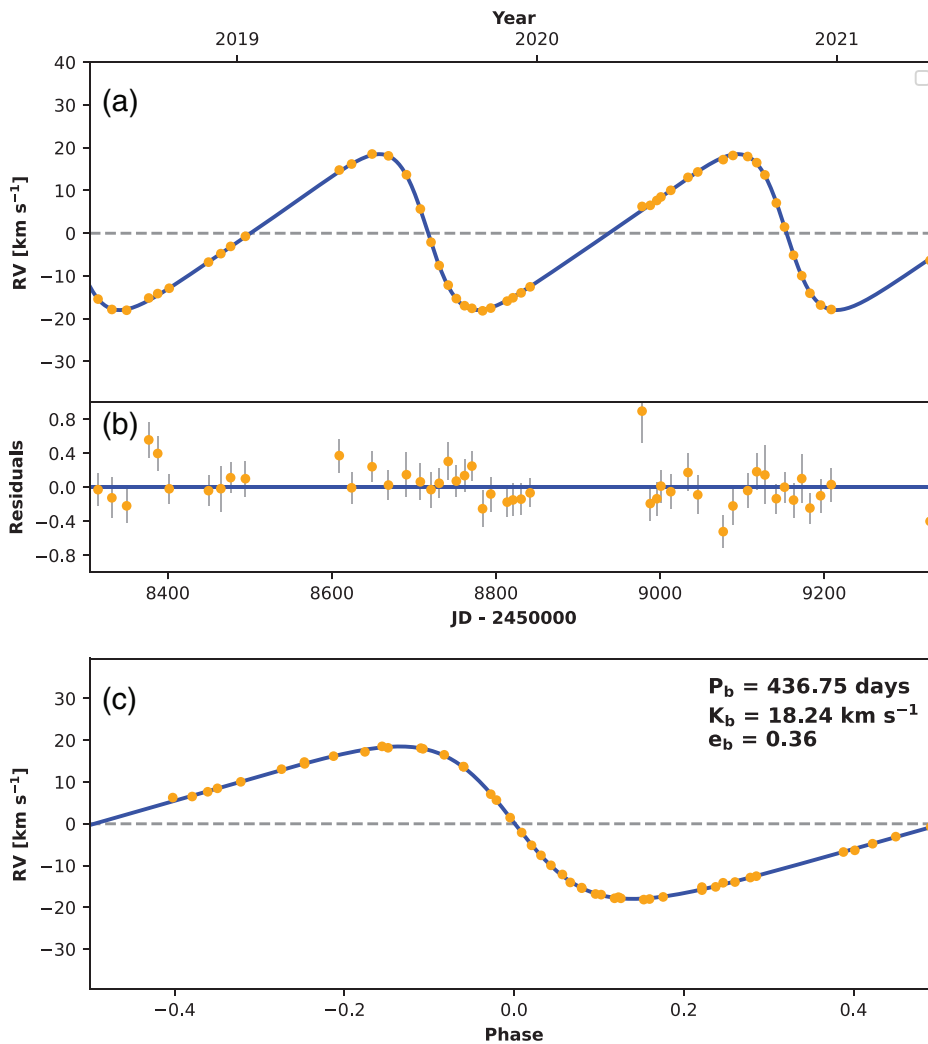 Year
2019 2020 2021
(a)
40
30
20
10
0
−10
−20
−30
RV [km s⁻¹]
(b)
0.8
0.4
0.0
−0.4
−0.8
Residuals
8400 8600 8800 9000 9200
JD - 2450000
(c)
P_b = 436.75 days
K_b = 18.24 km s⁻¹
e_b = 0.36
30
20
10
0
−10
−20
−30
RV [km s⁻¹]
−0.4 −0.2 0.0 0.2 0.4
Phase